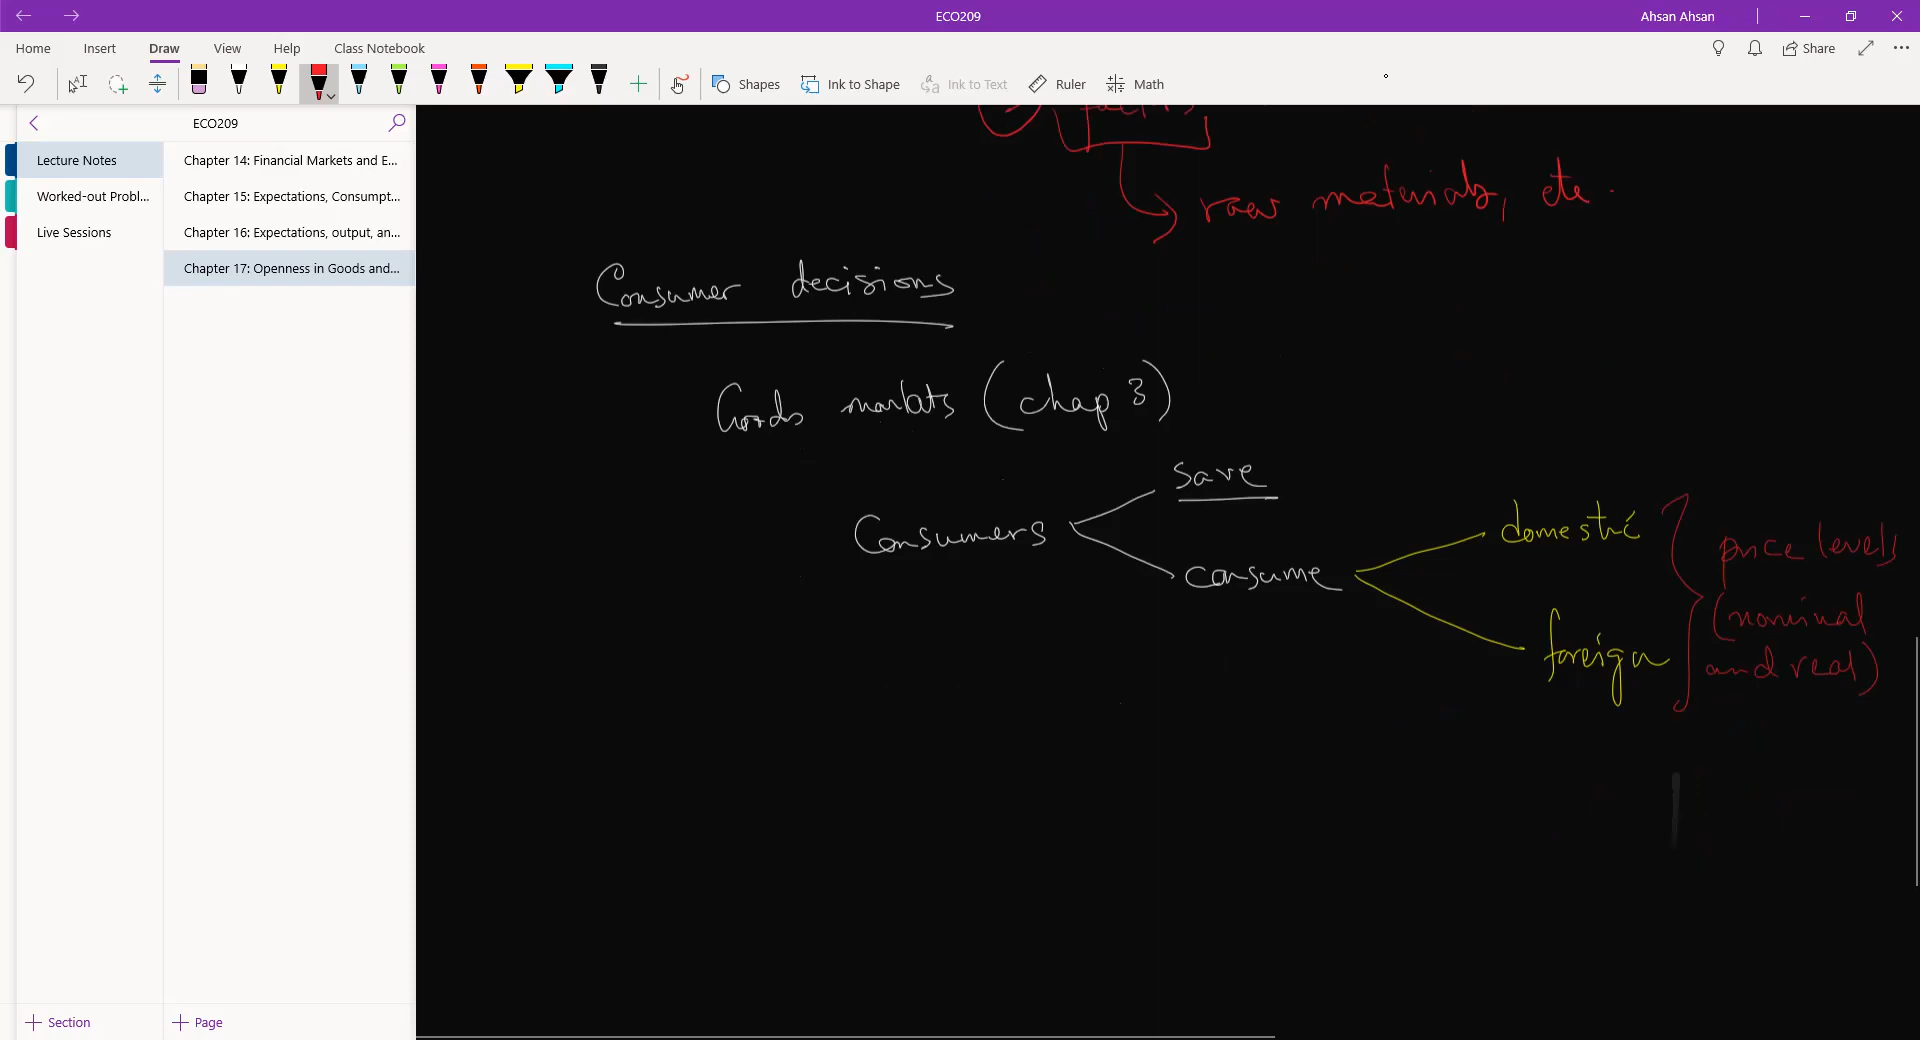 ECO209
Ahsan Ahsan
Home Insert Draw View Help Class Notebook
Share
Shapes Ink to Shape Ink to Text Ruler Math
ECO209
Lecture Notes
Worked-out Probl...
Live Sessions
Chapter 14: Financial Markets and E...
Chapter 15: Expectations, Consumpt...
Chapter 16: Expectations, output, an...
Chapter 17: Openness in Goods and...
raw materials, etc.
Consumer decisions
Goods markets (chap 3)
Consumers
save
consume
domestic
foreign
price levels
(nominal
and real)
Section
Page